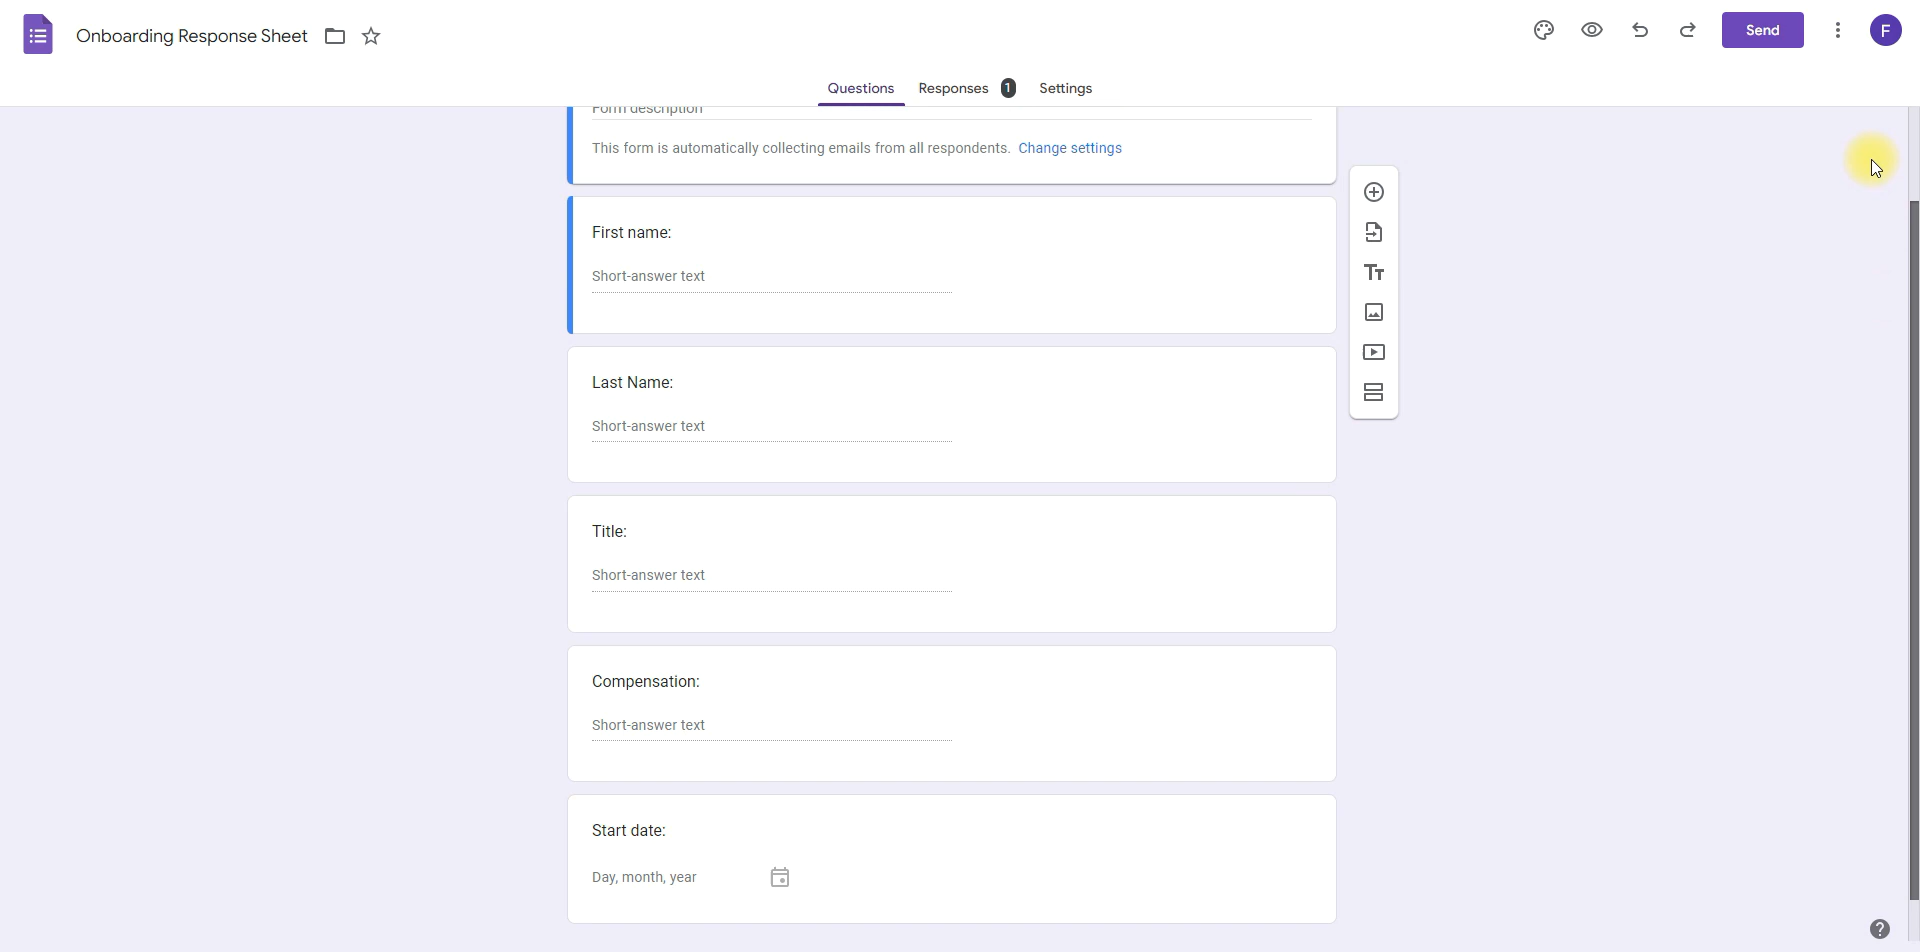 Onboarding Response Sheet
Send
F
Questions
Responses 1
Settings
Form description
This form is automatically collecting emails from all respondents. Change settings
First name:
Short-answer text
Last Name:
Short-answer text
Title:
Short-answer text
Compensation:
Short-answer text
Start date:
Day, month, year